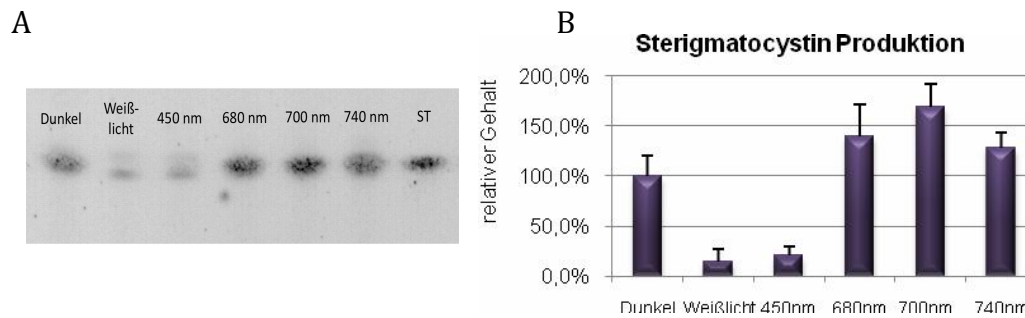 A
Dunkel
Weiß-
licht
450 nm
680 nm
700 nm
740 nm
ST
B
Sterigmatocystin Produktion
relativer Gehalt
200,0%
150,0%
100,0%
50,0%
0,0%
Dunkel Weißlicht 450nm 680nm 700nm 740nm